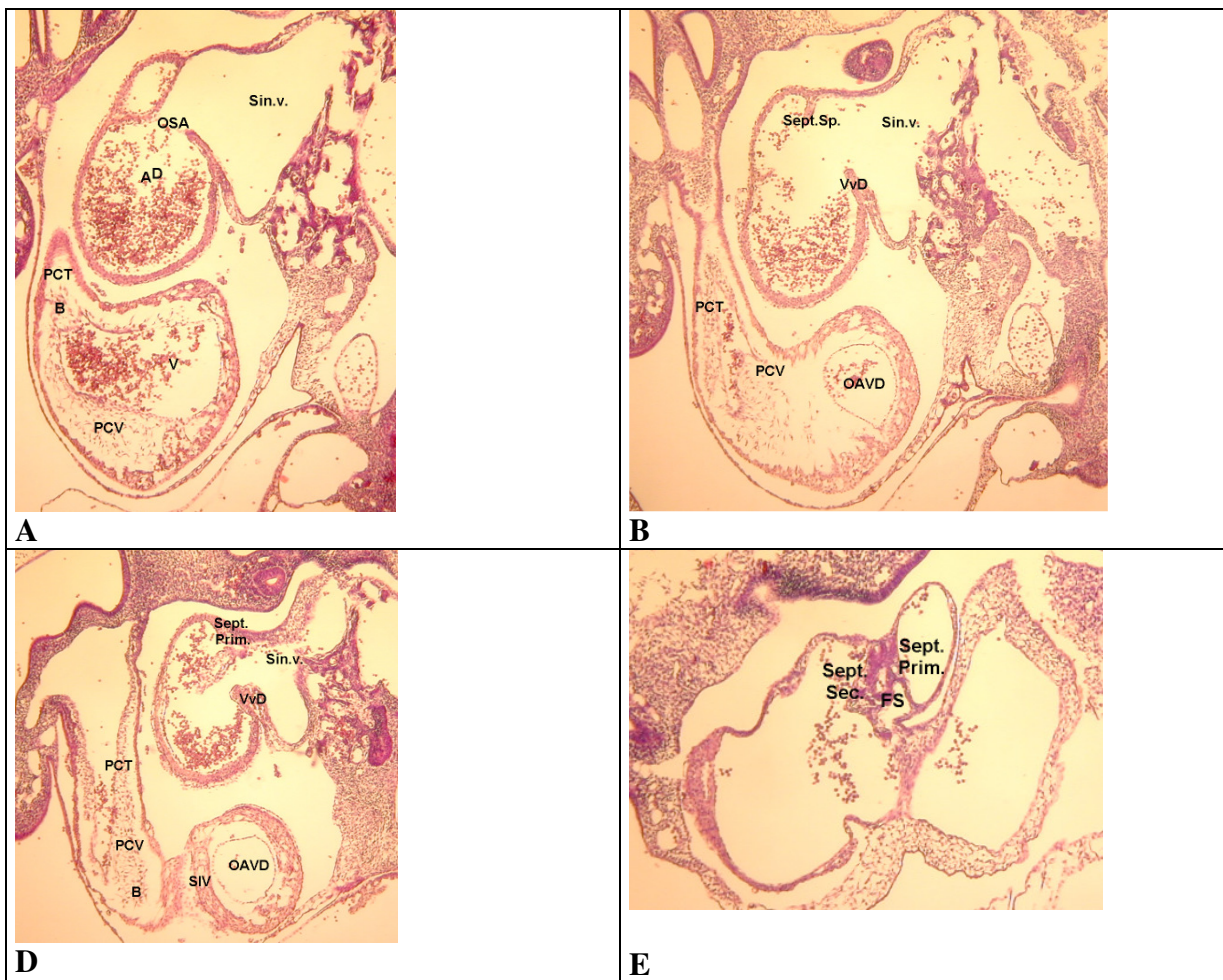 Sin.v.
OSA
AD
PCT
B
V
PCV
A
Sept.Sp.
Sin.v.
VvD
PCT
PCV
OAVD
B
Sept.
Prim.
Sin.v.
VvD
PCT
PCV
B
SIV
OAVD
D
Sept.
Prim.
Sept.
Sec.
FS
E